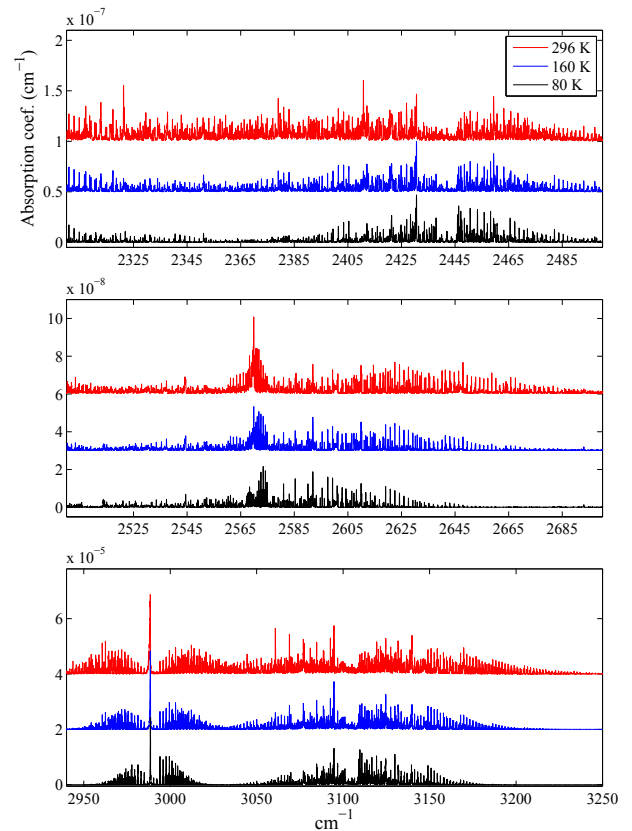 x 10⁻⁷
2
1.5
1
0.5
0
Absorption coef. (cm⁻¹)
296 K
160 K
80 K
2325 2345 2365 2385 2405 2425 2445 2465 2485
x 10⁻⁸
10
8
6
4
2
0
2525 2545 2565 2585 2605 2625 2645 2665 2685
x 10⁻⁵
6
4
2
0
2950 3000 3050 3100 3150 3200 3250
cm⁻¹